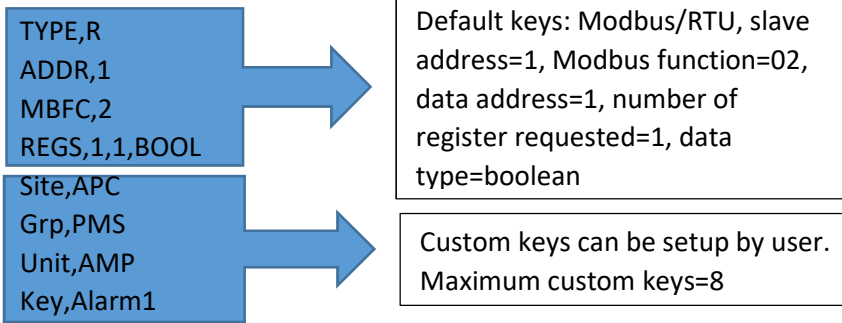 TYPE,R
ADDR,1
MBFC,2
REGS,1,1,BOOL
Default keys: Modbus/RTU, slave
address=1, Modbus function=02,
data address=1, number of
register requested=1, data
type=boolean
Site,APC
Grp,PMS
Unit,AMP
Key,Alarm1
Custom keys can be setup by user.
Maximum custom keys=8